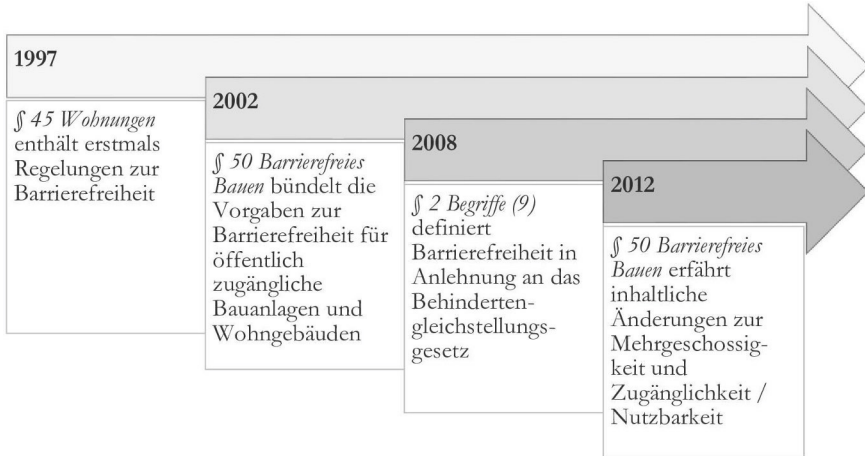 1997
§ 45 Wohnungen
enthält erstmals
Regelungen zur
Barrierefreiheit
2002
§ 50 Barrierefreies
Bauen bündelt die
Vorgaben zur
Barrierefreiheit für
öffentlich
zugängliche
Bauanlagen und
Wohngebäuden
2008
§ 2 Begriffe (9)
definiert
Barrierefreiheit in
Anlehnung an das
Behinderten-
gleichstellungs-
gesetz
2012
§ 50 Barrierefreies
Bauen erfährt
inhaltliche
Änderungen zur
Mehrgeschossig-
keit und
Zugänglichkeit /
Nutzbarkeit